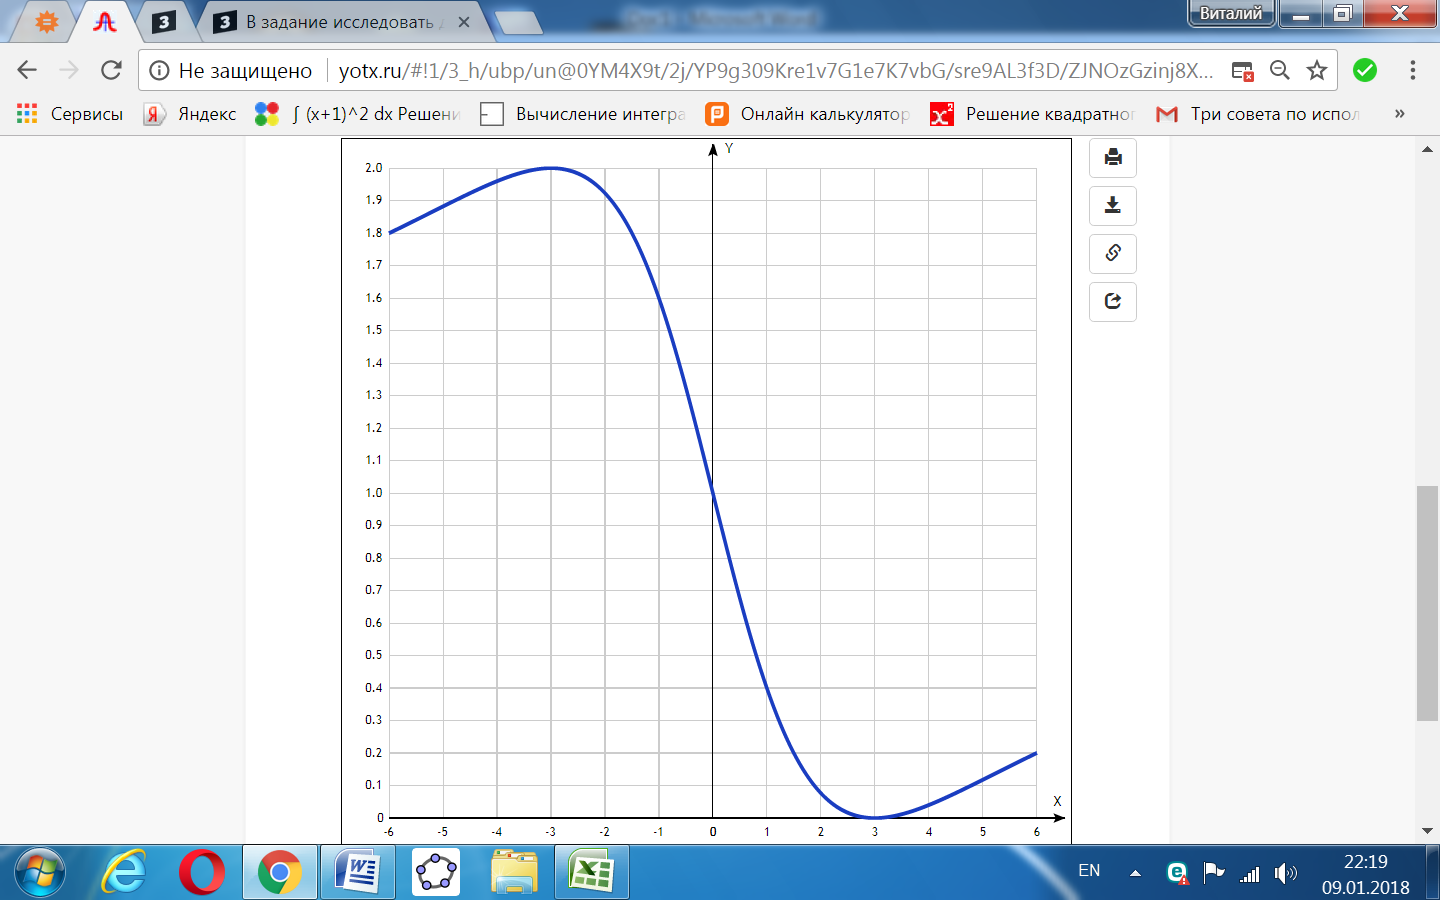 Виталий
З
З В задание исследовать
Не защищено yotx.ru/#!1/3_h/ubp/un@0YM4X9t/2j/YP9g309Kre1v7G1e7K7vbG/sre9AL3f3D/ZJNOzGzinj8X...
Сервисы Яндекс ∫ (x+1)^2 dx Решени Вычисление интегра Онлайн калькулятор Решение квадратног Три совета по испол »
Y
2.0
1.9
1.8
1.7
1.6
1.5
1.4
1.3
1.2
1.1
1.0
0.9
0.8
0.7
0.6
0.5
0.4
0.3
0.2
0.1
0
X
-6 -5 -4 -3 -2 -1 0 1 2 3 4 5 6
EN
22:19
09.01.2018